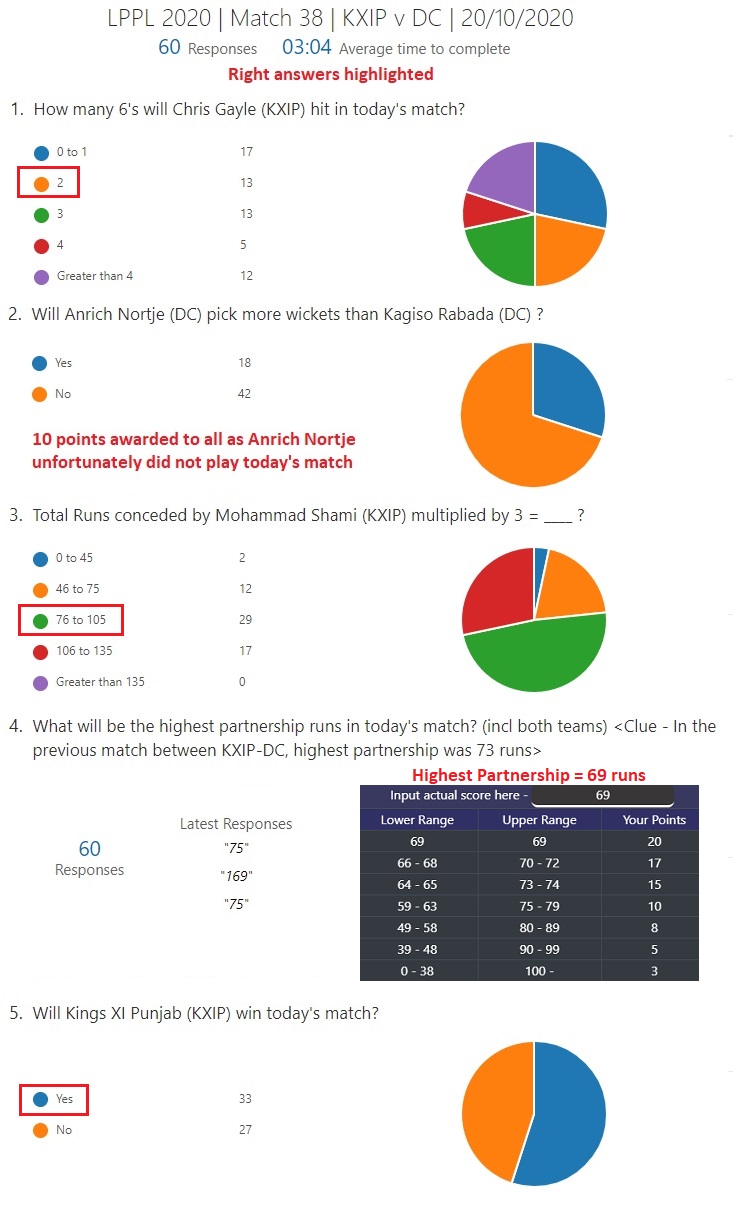 LPPL 2020 | Match 38 | KXIP v DC | 20/10/2020
60 Responses 03:04 Average time to complete
Right answers highlighted
1. How many 6's will Chris Gayle (KXIP) hit in today's match?
0 to 1 17
2 13
3 13
4 5
Greater than 4 12
2. Will Anrich Nortje (DC) pick more wickets than Kagiso Rabada (DC) ?
Yes 18
No 42
10 points awarded to all as Anrich Nortje
unfortunately did not play today's match
3. Total Runs conceded by Mohammad Shami (KXIP) multiplied by 3 = ___ ?
0 to 45 2
46 to 75 12
76 to 105 29
106 to 135 17
Greater than 135 0
4. What will be the highest partnership runs in today's match? (incl both teams) <Clue - In the
previous match between KXIP-DC, highest partnership was 73 runs>
Highest Partnership = 69 runs
60
Responses
Latest Responses
"75"
"169"
"75"
Input actual score here - 69
Lower Range Upper Range Your Points
69 69 20
66 - 68 70 - 72 17
64 - 65 73 - 74 15
59 - 63 75 - 79 10
49 - 58 80 - 89 8
39 - 48 90 - 99 5
0 - 38 100 - 3
5. Will Kings XI Punjab (KXIP) win today's match?
Yes 33
No 27